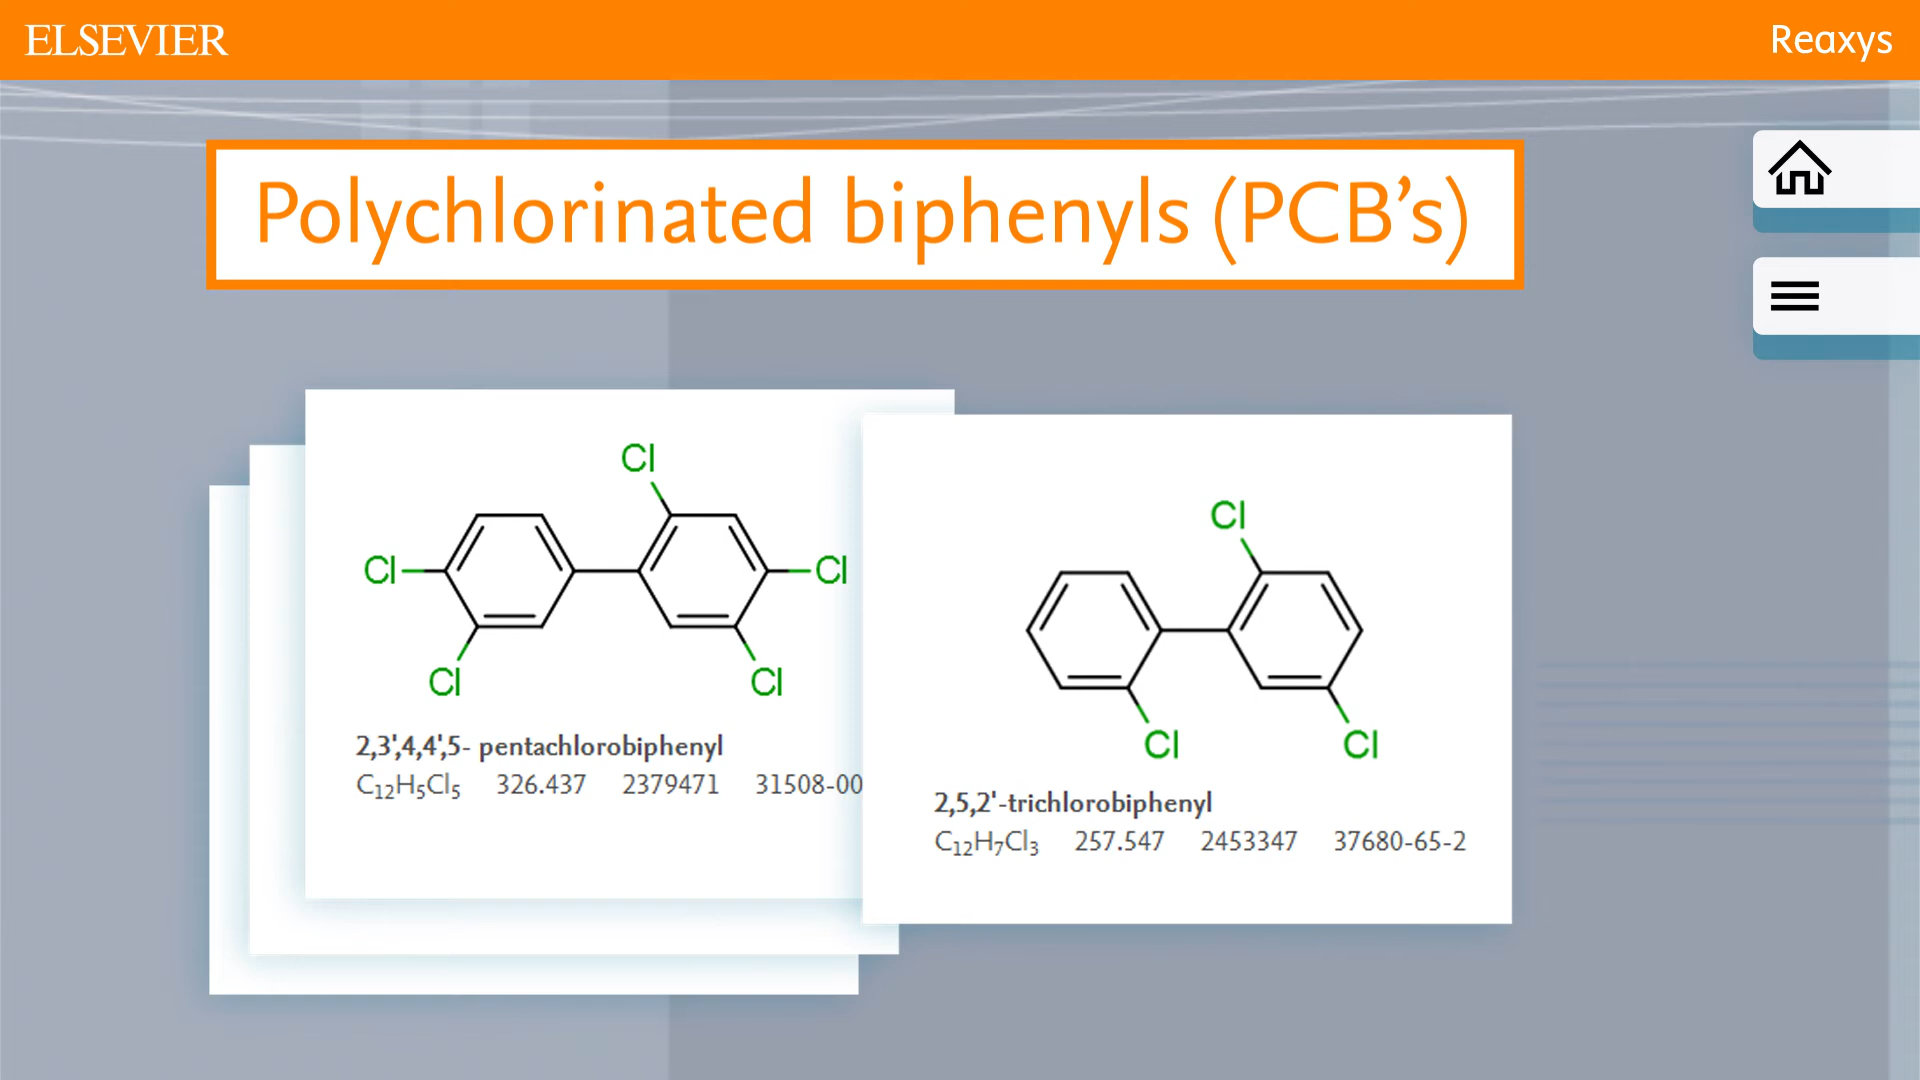 ELSEVIER
Reaxys
Polychlorinated biphenyls (PCB’s)
Cl
Cl
Cl
Cl
Cl
2,3',4,4',5- pentachlorobiphenyl
C₁₂H₅Cl₅ 326.437 2379471 31508-00
Cl
Cl
Cl
2,5,2'-trichlorobiphenyl
C₁₂H₇Cl₃ 257.547 2453347 37680-65-2